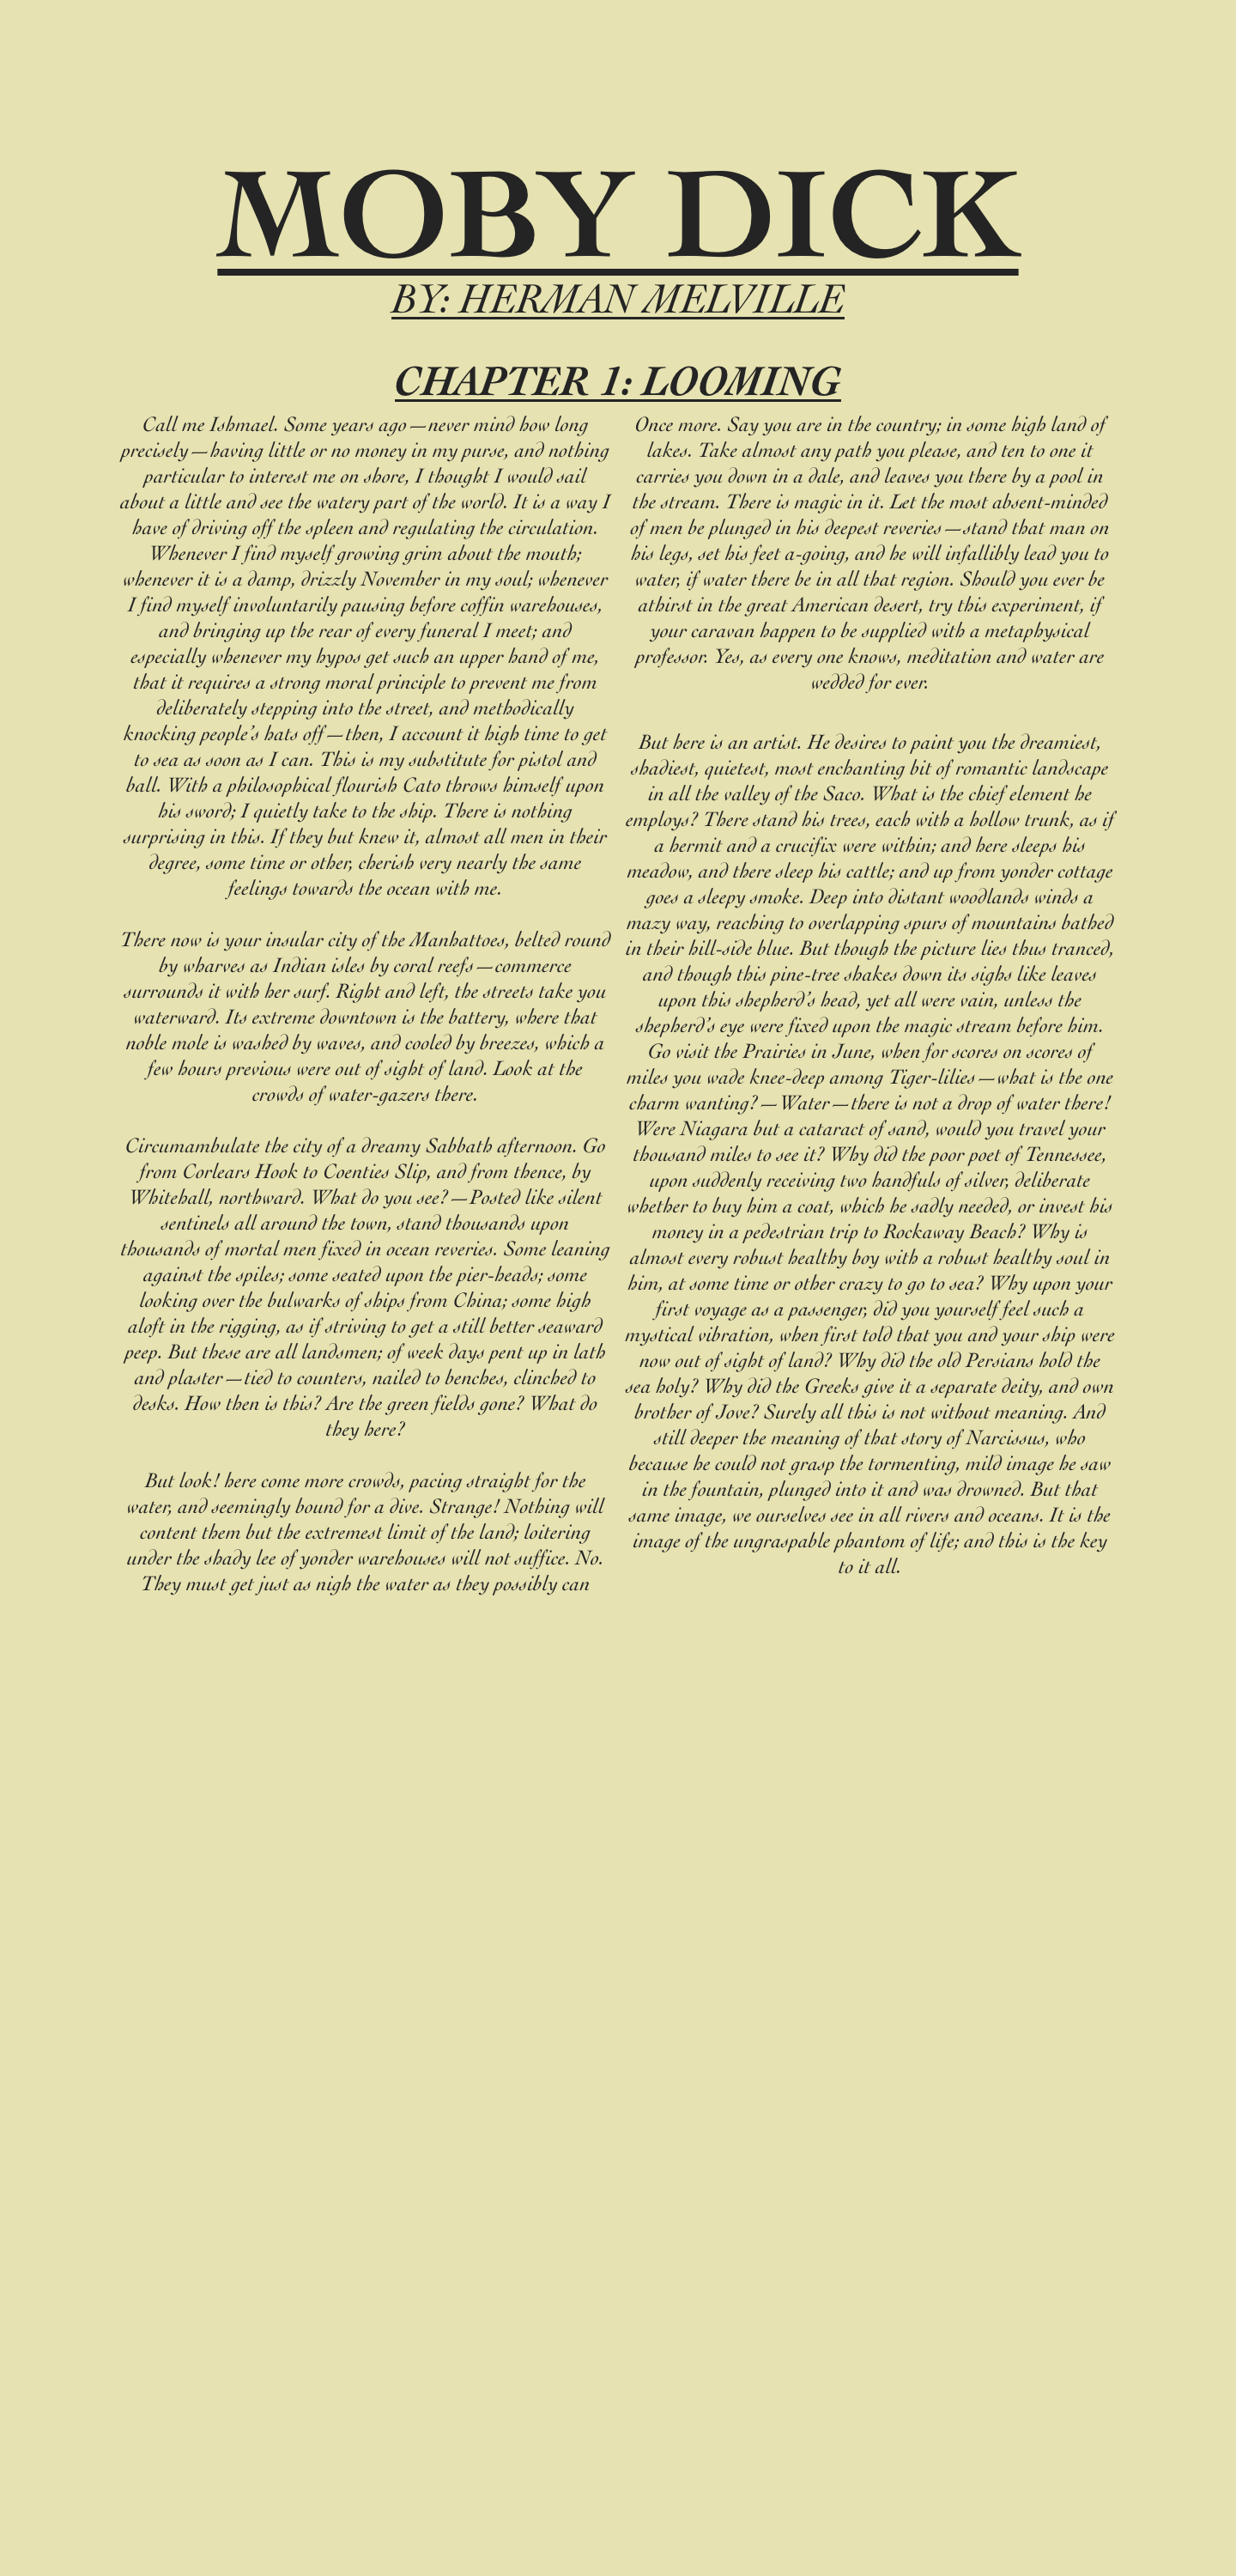 MOBY DICK
BY: HERMAN MELVILLE
CHAPTER 1: LOOMING
Call me Ishmael. Some years ago—never mind how long
precisely—having little or no money in my purse, and nothing
particular to interest me on shore, I thought I would sail
about a little and see the watery part of the world. It is a way I
have of driving off the spleen and regulating the circulation.
Whenever I find myself growing grim about the mouth;
whenever it is a damp, drizzly November in my soul; whenever
I find myself involuntarily pausing before coffin warehouses,
and bringing up the rear of every funeral I meet; and
especially whenever my hypos get such an upper hand of me,
that it requires a strong moral principle to prevent me from
deliberately stepping into the street, and methodically
knocking people’s hats off—then, I account it high time to get
to sea as soon as I can. This is my substitute for pistol and
ball. With a philosophical flourish Cato throws himself upon
his sword; I quietly take to the ship. There is nothing
surprising in this. If they but knew it, almost all men in their
degree, some time or other, cherish very nearly the same
feelings towards the ocean with me.
There now is your insular city of the Manhattoes, belted round
by wharves as Indian isles by coral reefs—commerce
surrounds it with her surf. Right and left, the streets take you
waterward. Its extreme downtown is the battery, where that
noble mole is washed by waves, and cooled by breezes, which a
few hours previous were out of sight of land. Look at the
crowds of water-gazers there.
Circumambulate the city of a dreamy Sabbath afternoon. Go
from Corlears Hook to Coenties Slip, and from thence, by
Whitehall, northward. What do you see?—Posted like silent
sentinels all around the town, stand thousands upon
thousands of mortal men fixed in ocean reveries. Some leaning
against the spiles; some seated upon the pier-heads; some
looking over the bulwarks of ships from China; some high
aloft in the rigging, as if striving to get a still better seaward
peep. But these are all landsmen; of week days pent up in lath
and plaster—tied to counters, nailed to benches, clinched to
desks. How then is this? Are the green fields gone? What do
they here?
But look! here come more crowds, pacing straight for the
water, and seemingly bound for a dive. Strange! Nothing will
content them but the extremest limit of the land; loitering
under the shady lee of yonder warehouses will not suffice. No.
They must get just as nigh the water as they possibly can
Once more. Say you are in the country; in some high land of
lakes. Take almost any path you please, and ten to one it
carries you down in a dale, and leaves you there by a pool in
the stream. There is magic in it. Let the most absent-minded
of men be plunged in his deepest reveries—stand that man on
his legs, set his feet a-going, and he will infallibly lead you to
water, if water there be in all that region. Should you ever be
athirst in the great American desert, try this experiment, if
your caravan happen to be supplied with a metaphysical
professor. Yes, as every one knows, meditation and water are
wedded for ever.
But here is an artist. He desires to paint you the dreamiest,
shadiest, quietest, most enchanting bit of romantic landscape
in all the valley of the Saco. What is the chief element he
employs? There stand his trees, each with a hollow trunk, as if
a hermit and a crucifix were within; and here sleeps his
meadow, and there sleep his cattle; and up from yonder cottage
goes a sleepy smoke. Deep into distant woodlands winds a
mazy way, reaching to overlapping spurs of mountains bathed
in their hill-side blue. But though the picture lies thus tranced,
and though this pine-tree shakes down its sighs like leaves
upon this shepherd’s head, yet all were vain, unless the
shepherd’s eye were fixed upon the magic stream before him.
Go visit the Prairies in June, when for scores on scores of
miles you wade knee-deep among Tiger-lilies—what is the one
charm wanting?—Water—there is not a drop of water there!
Were Niagara but a cataract of sand, would you travel your
thousand miles to see it? Why did the poor poet of Tennessee,
upon suddenly receiving two handfuls of silver, deliberate
whether to buy him a coat, which he sadly needed, or invest his
money in a pedestrian trip to Rockaway Beach? Why is
almost every robust healthy boy with a robust healthy soul in
him, at some time or other crazy to go to sea? Why upon your
first voyage as a passenger, did you yourself feel such a
mystical vibration, when first told that you and your ship were
now out of sight of land? Why did the old Persians hold the
sea holy? Why did the Greeks give it a separate deity, and own
brother of Jove? Surely all this is not without meaning. And
still deeper the meaning of that story of Narcissus, who
because he could not grasp the tormenting, mild image he saw
in the fountain, plunged into it and was drowned. But that
same image, we ourselves see in all rivers and oceans. It is the
image of the ungraspable phantom of life; and this is the key
to it all.